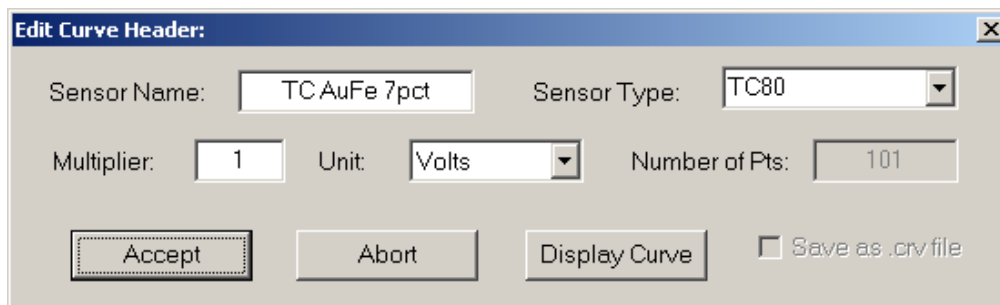 Edit Curve Header:
Sensor Name: TC AuFe 7pct Sensor Type: TC80
Multiplier: 1 Unit: Volts Number of Pts: 101
Accept Abort Display Curve Save as .crv file